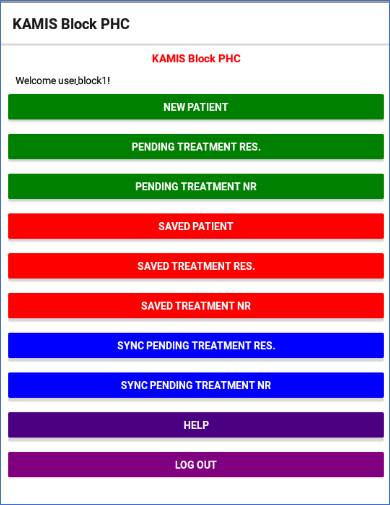 KAMIS Block PHC
KAMIS Block PHC
Welcome user,block1!
NEW PATIENT
PENDING TREATMENT RES.
PENDING TREATMENT NR
SAVED PATIENT
SAVED TREATMENT RES.
SAVED TREATMENT NR
SYNC PENDING TREATMENT RES.
SYNC PENDING TREATMENT NR
HELP
LOG OUT